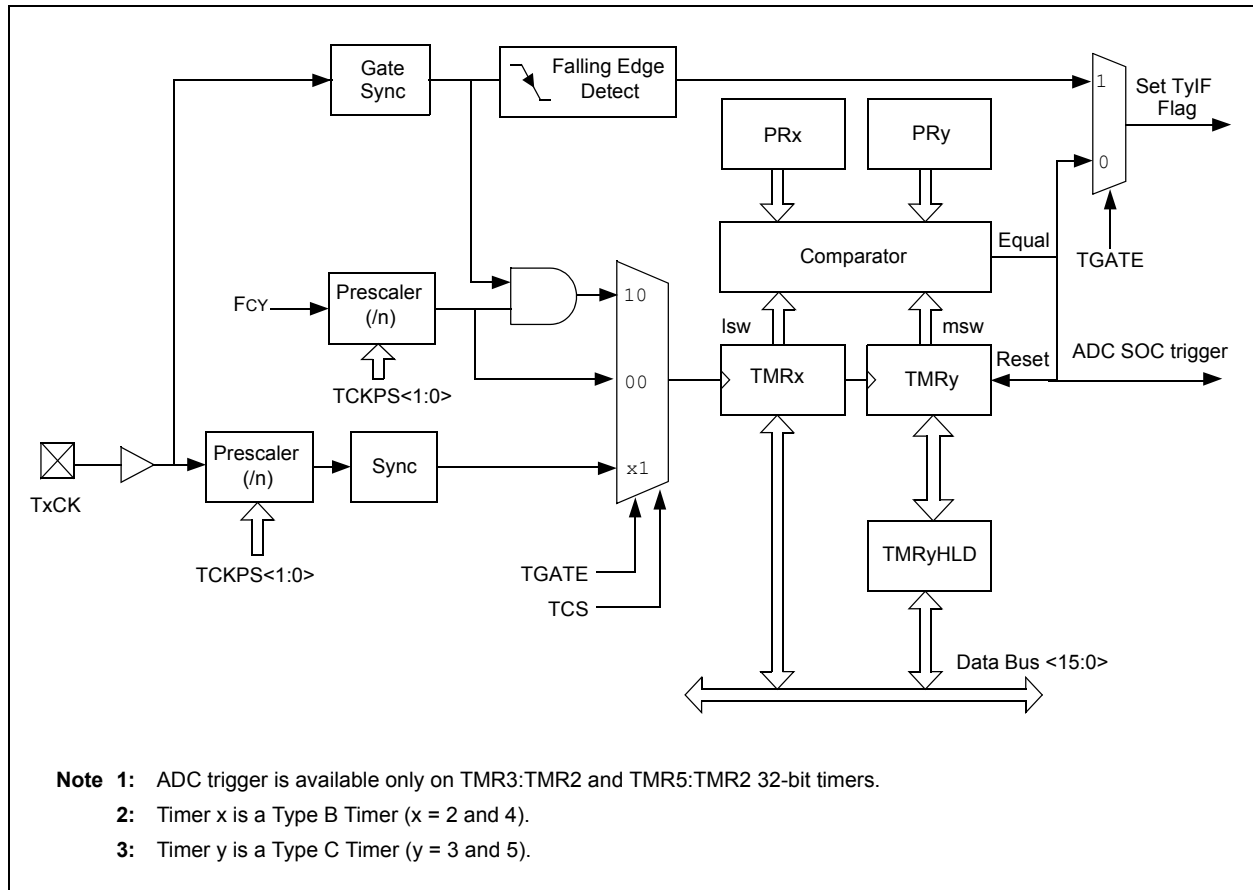 Gate
Sync
Falling Edge
Detect
1
Set TyIF
Flag
PRx
PRy
0
Comparator
Equal
TGATE
FCY
Prescaler
(/n)
10
lsw
msw
TCKPS<1:0>
00
TMRx
TMRy
Reset
ADC SOC trigger
TxCK
Prescaler
(/n)
Sync
x1
TCKPS<1:0>
TGATE
TCS
TMRyHLD
Data Bus <15:0>
Note 1: ADC trigger is available only on TMR3:TMR2 and TMR5:TMR2 32-bit timers.
2: Timer x is a Type B Timer (x = 2 and 4).
3: Timer y is a Type C Timer (y = 3 and 5).